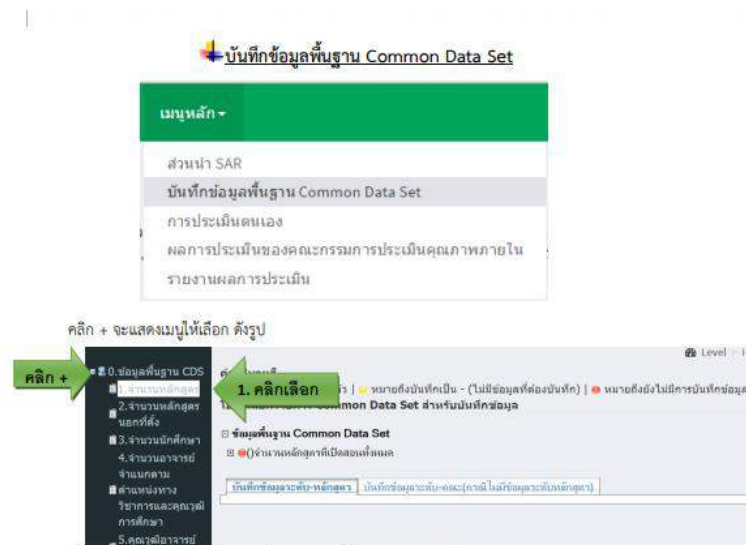 บันทึกข้อมูลพื้นฐาน Common Data Set
เมนูหลัก
ส่วนนำ SAR
บันทึกข้อมูลพื้นฐาน Common Data Set
การประเมินตนเอง
ผลการประเมินของคณะกรรมการประเมินคุณภาพภายใน
รายงานผลการประเมิน
คลิก + จะแสดงเมนูให้เลือก ดังรูป
Level
คลิก +
0.ข้อมูลพื้นฐาน CDS
1.จำนวนหลักสูตร
2.จำนวนหลักสูตร
นอกที่ตั้ง
3.จำนวนนักศึกษา
4.จำนวนอาจารย์
จำแนกตาม
ตำแหน่งทาง
วิชาการและคุณวุฒิ
การศึกษา
5.คุณวุฒิอาจารย์
1. คลิกเลือก
| หมายถึงบันทึกเป็น - (ไม่มีข้อมูลที่ต้องบันทึก) | หมายถึงยังไม่มีการบันทึกข้อมูล
Common Data Set สำหรับบันทึกข้อมูล
ข้อมูลพื้นฐาน Common Data Set
()จำนวนหลักสูตรที่เปิดสอนทั้งหมด
บันทึกข้อมูลระดับ-หลักสูตร บันทึกข้อมูลระดับ-คณะ(กรณีไม่มีข้อมูลระดับหลักสูตร)